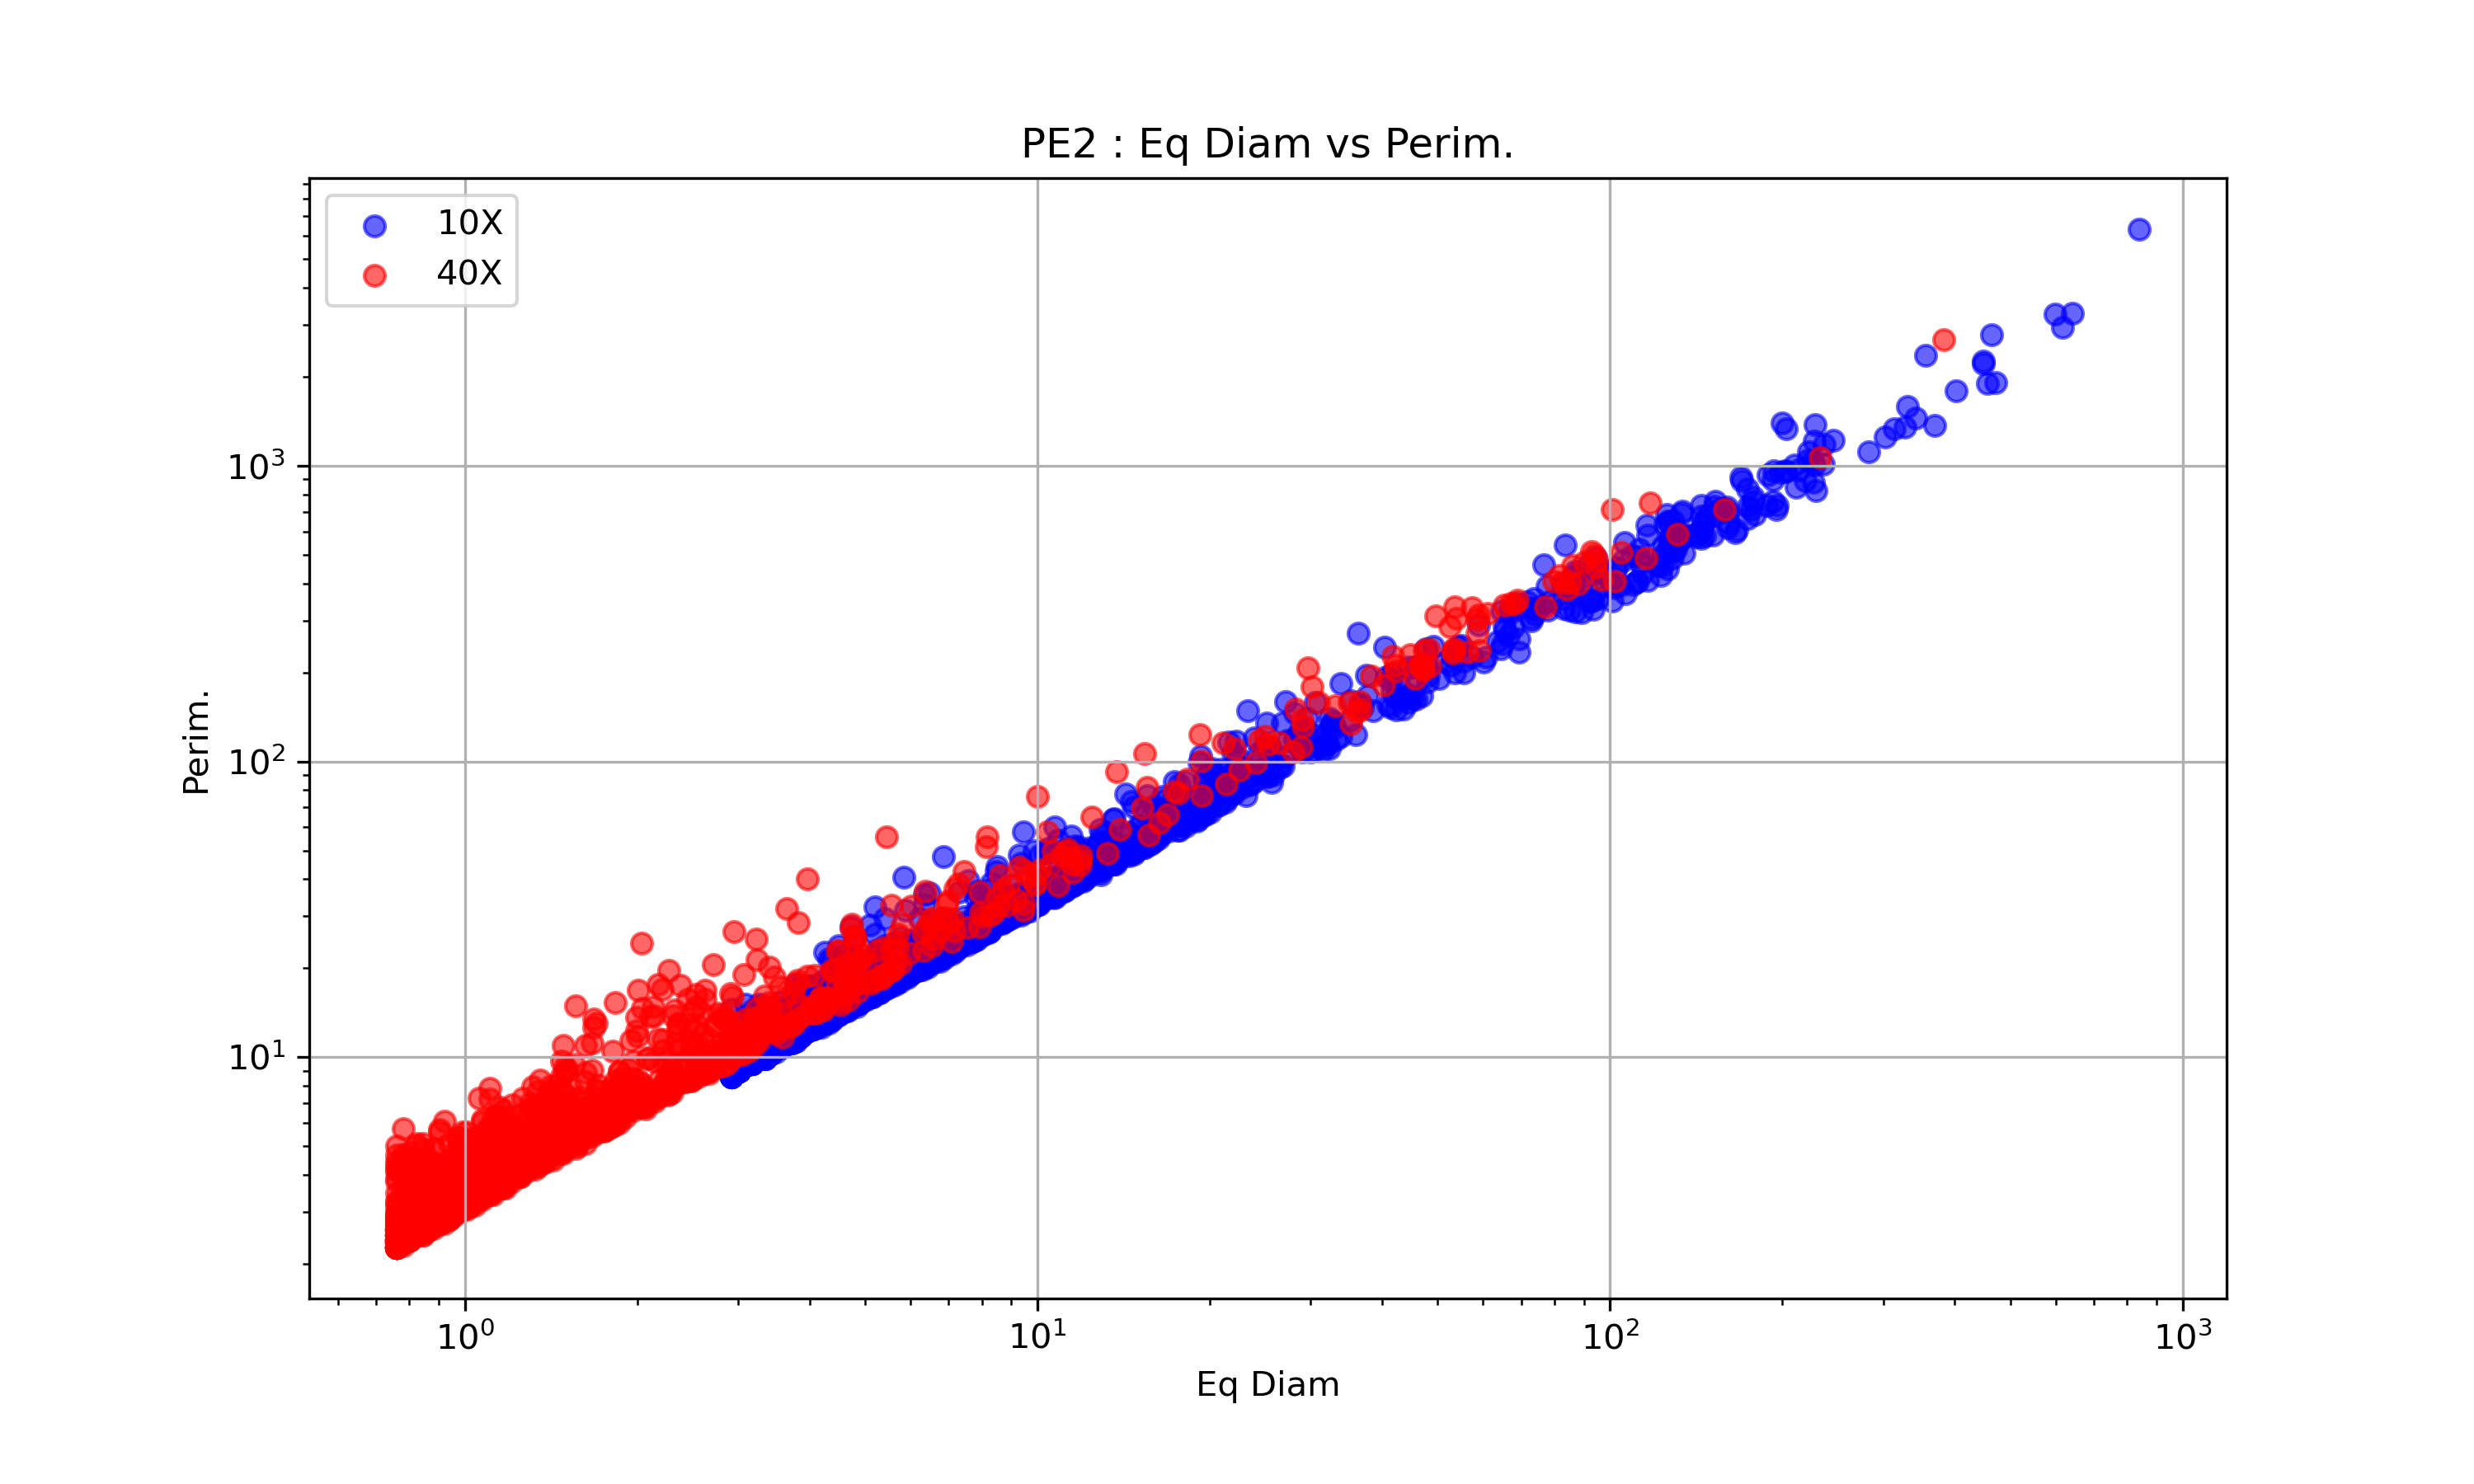 PE2 : Eq Diam vs Perim.
10X
40X
Perim.
10³
10²
10¹
10⁰ 10¹ 10² 10³
Eq Diam